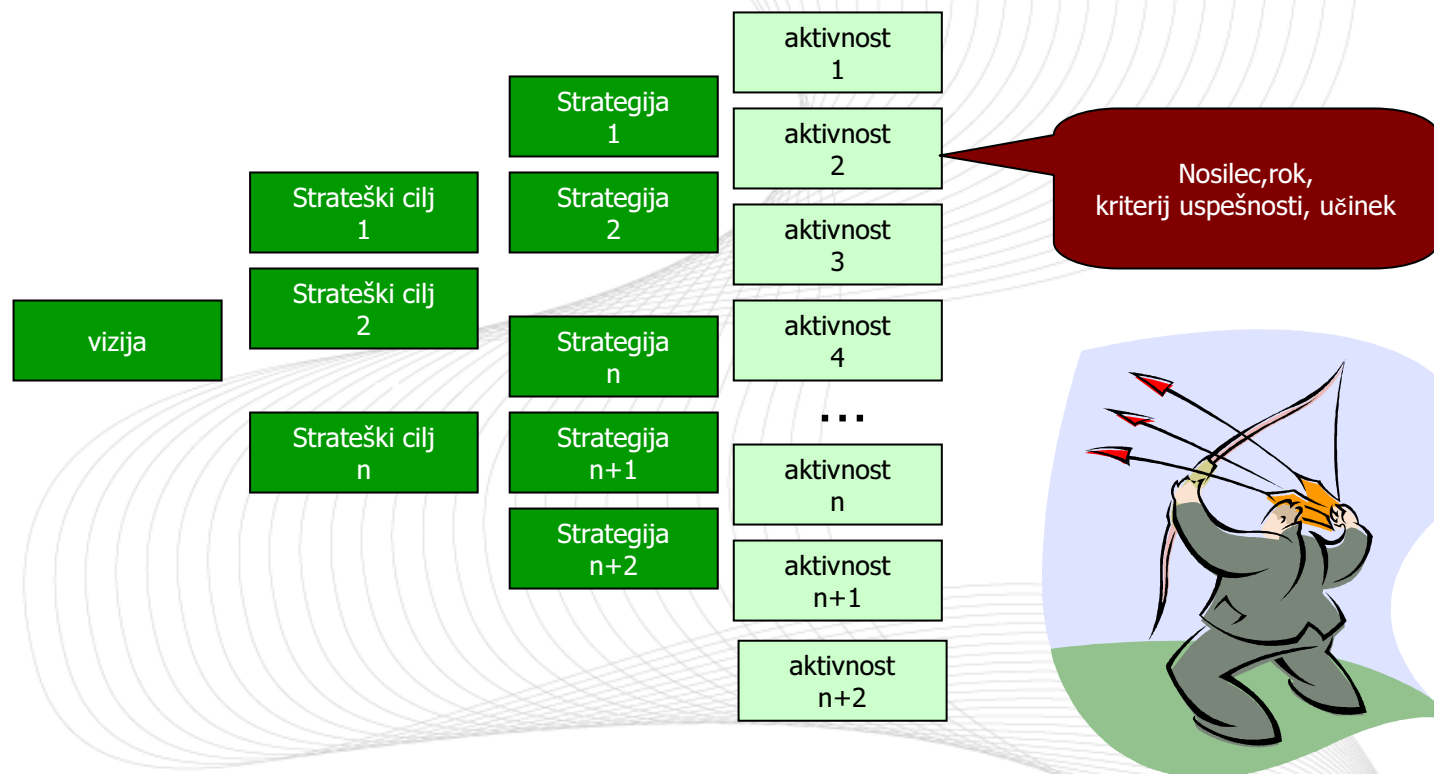 vizija
Strateški cilj
1
Strateški cilj
2
Strateški cilj
n
Strategija
1
Strategija
2
Strategija
n
Strategija
n+1
Strategija
n+2
aktivnost
1
aktivnost
2
aktivnost
3
aktivnost
4
...
aktivnost
n
aktivnost
n+1
aktivnost
n+2
Nosilec,rok,
kriterij uspešnosti, učinek